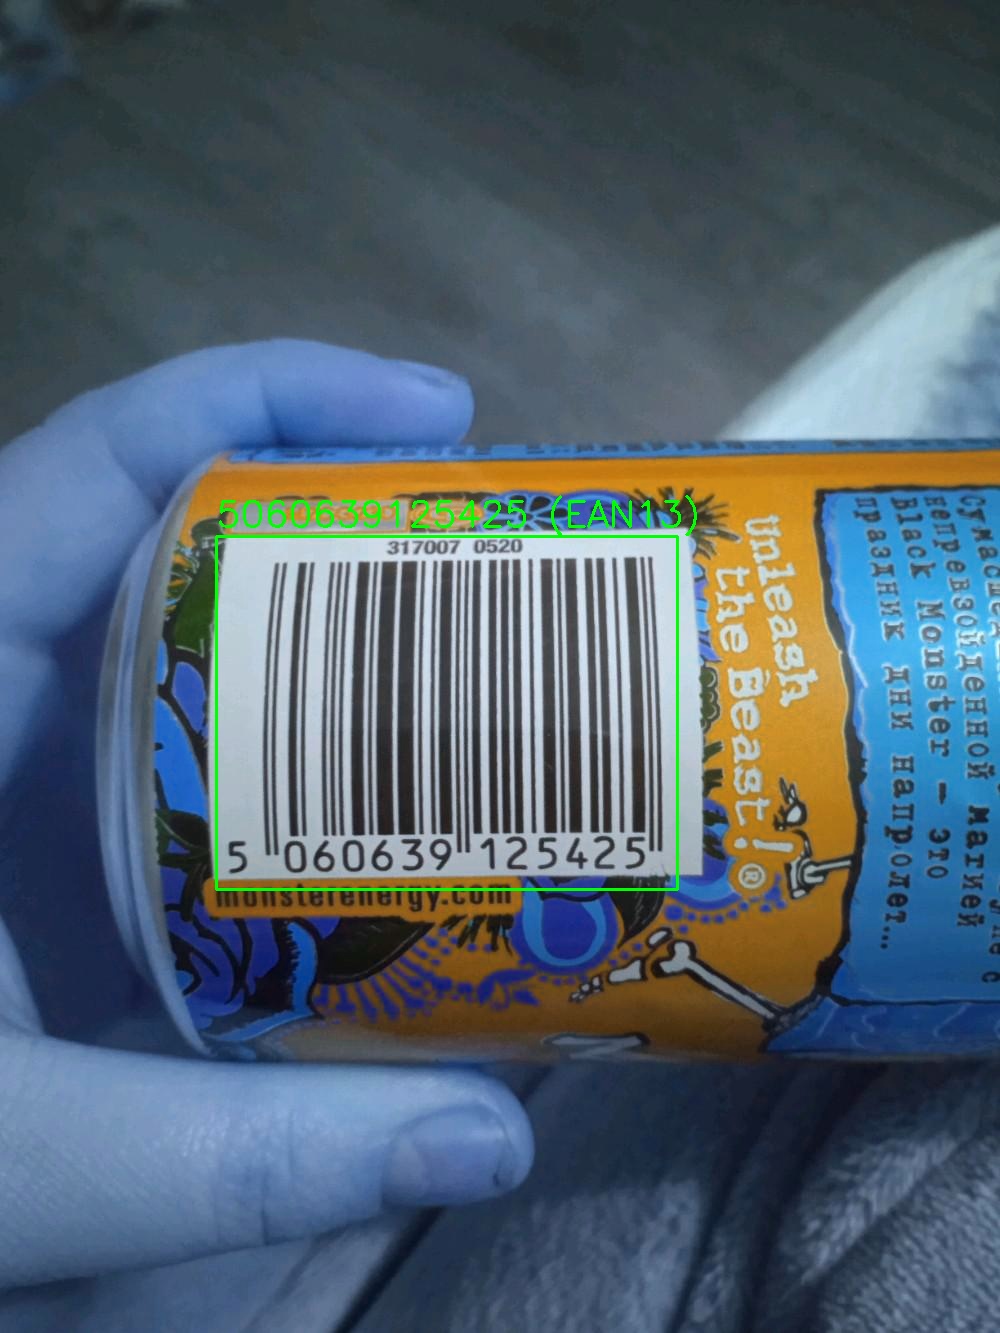 5060639125425 (EAN13)
317007 0520
5 060639 125425
monsterenergy.com
Unleash
the Beast!®
непревзойденной магией
Black Monster – это
праздник дни напролет...